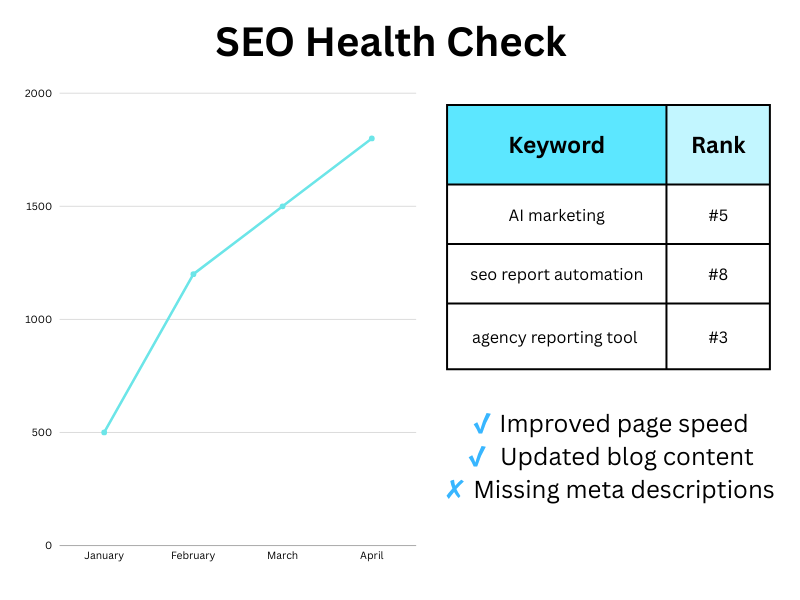 SEO Health Check
2000
1500
1000
500
0
January February March April
Keyword Rank
AI marketing #5
seo report automation #8
agency reporting tool #3
✓ Improved page speed
✓ Updated blog content
✗ Missing meta descriptions